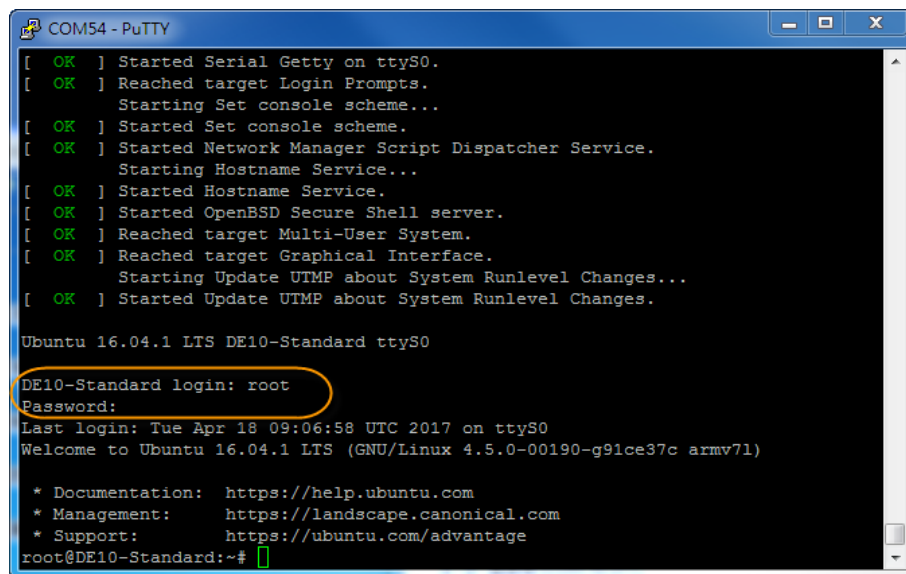 COM54 - PuTTY
[  OK  ] Started Serial Getty on ttyS0.
[  OK  ] Reached target Login Prompts.
         Starting Set console scheme...
[  OK  ] Started Set console scheme.
[  OK  ] Started Network Manager Script Dispatcher Service.
         Starting Hostname Service...
[  OK  ] Started Hostname Service.
[  OK  ] Started OpenBSD Secure Shell server.
[  OK  ] Reached target Multi-User System.
[  OK  ] Reached target Graphical Interface.
         Starting Update UTMP about System Runlevel Changes...
[  OK  ] Started Update UTMP about System Runlevel Changes.
Ubuntu 16.04.1 LTS DE10-Standard ttyS0
DE10-Standard login: root
Password:
Last login: Tue Apr 18 09:06:58 UTC 2017 on ttyS0
Welcome to Ubuntu 16.04.1 LTS (GNU/Linux 4.5.0-00190-g91ce37c armv7l)
 * Documentation:  https://help.ubuntu.com
 * Management:     https://landscape.canonical.com
 * Support:        https://ubuntu.com/advantage
root@DE10-Standard:~#